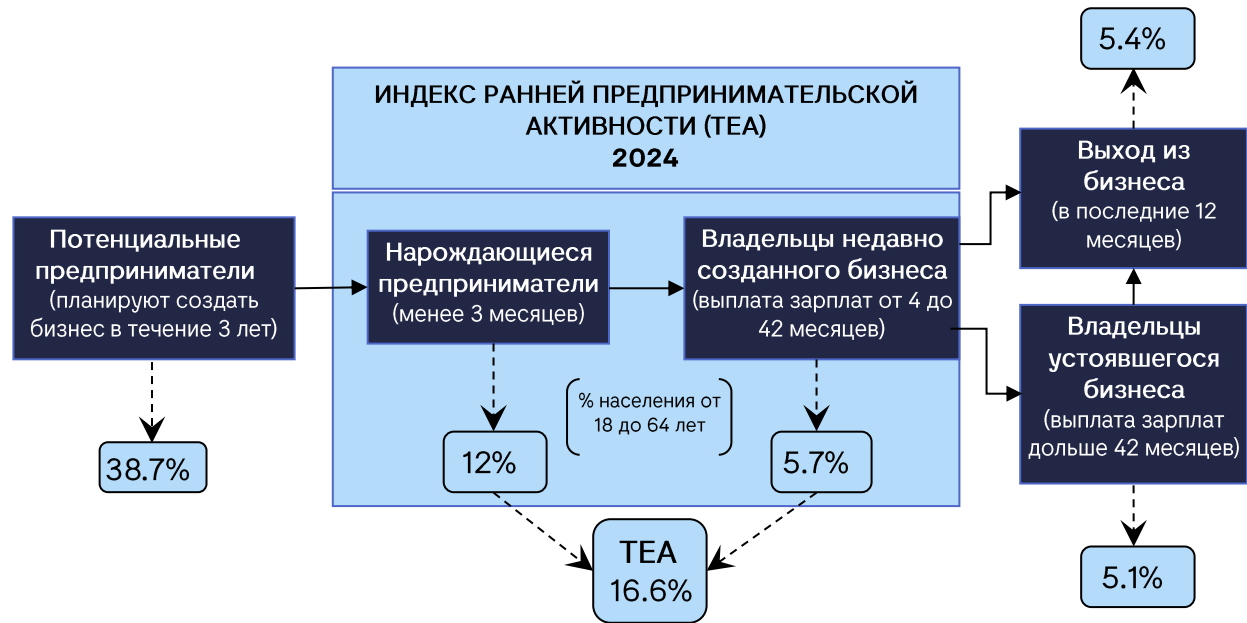 ИНДЕКС РАННЕЙ ПРЕДПРИНИМАТЕЛЬСКОЙ
АКТИВНОСТИ (TEA)
2024
Потенциальные
предприниматели
(планируют создать
бизнес в течение 3 лет)
38.7%
Нарождающиеся
предприниматели
(менее 3 месяцев)
12%
Владельцы недавно
созданного бизнеса
(выплата зарплат от 4 до
42 месяцев)
5.7%
% населения от
18 до 64 лет
TEA
16.6%
5.4%
Выход из
бизнеса
(в последние 12
месяцев)
Владельцы
устоявшегося
бизнеса
(выплата зарплат
дольше 42 месяцев)
5.1%